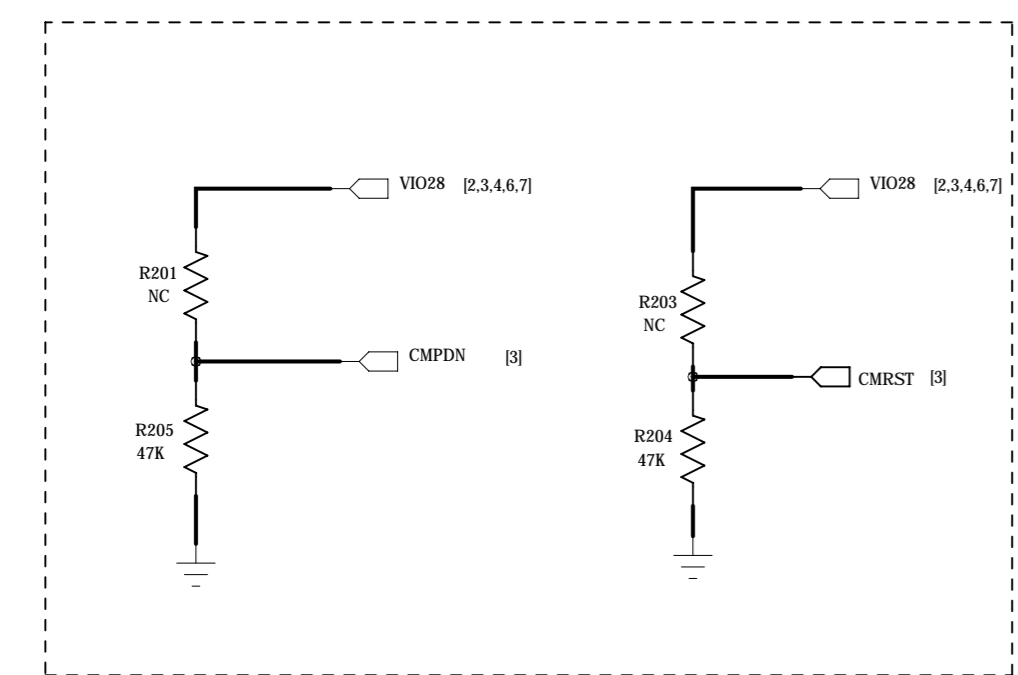 VIO28 [2,3,4,6,7]
R201
NC
CMPDN [3]
R205
47K
VIO28 [2,3,4,6,7]
R203
NC
CMRST [3]
R204
47K